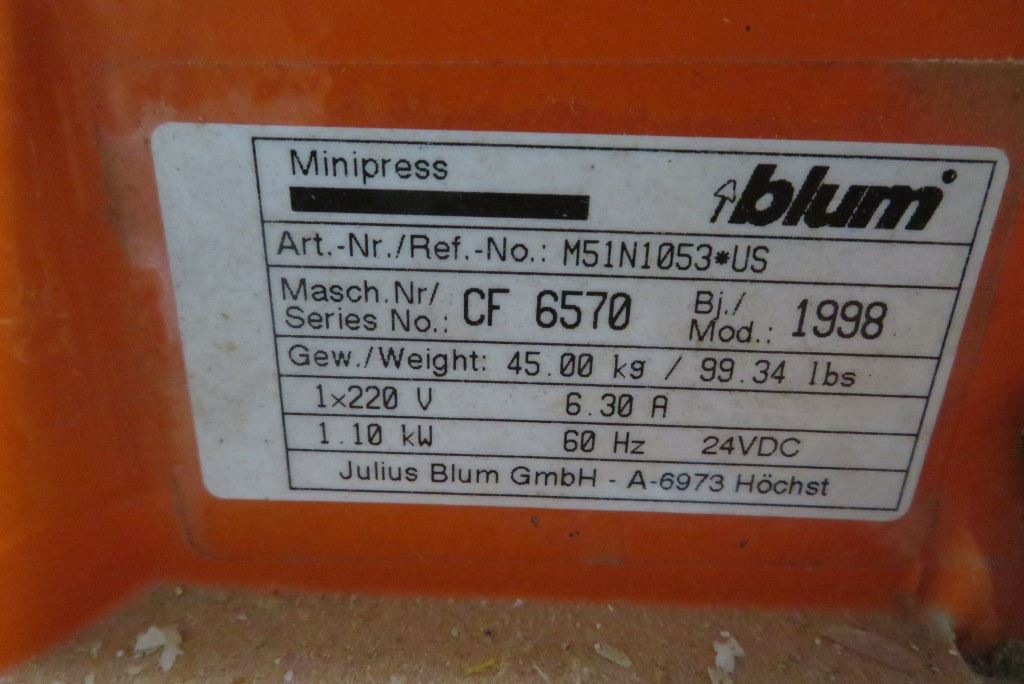 Minipress
blum
Art.-Nr./Ref.-No.: M51N1053*US
Masch.Nr/ Series No.: CF 6570 Bj./ Mod.: 1998
Gew./Weight: 45.00 kg / 99.34 lbs
1x220 V 6.30 A
1.10 kW 60 Hz 24VDC
Julius Blum GmbH - A-6973 Höchst